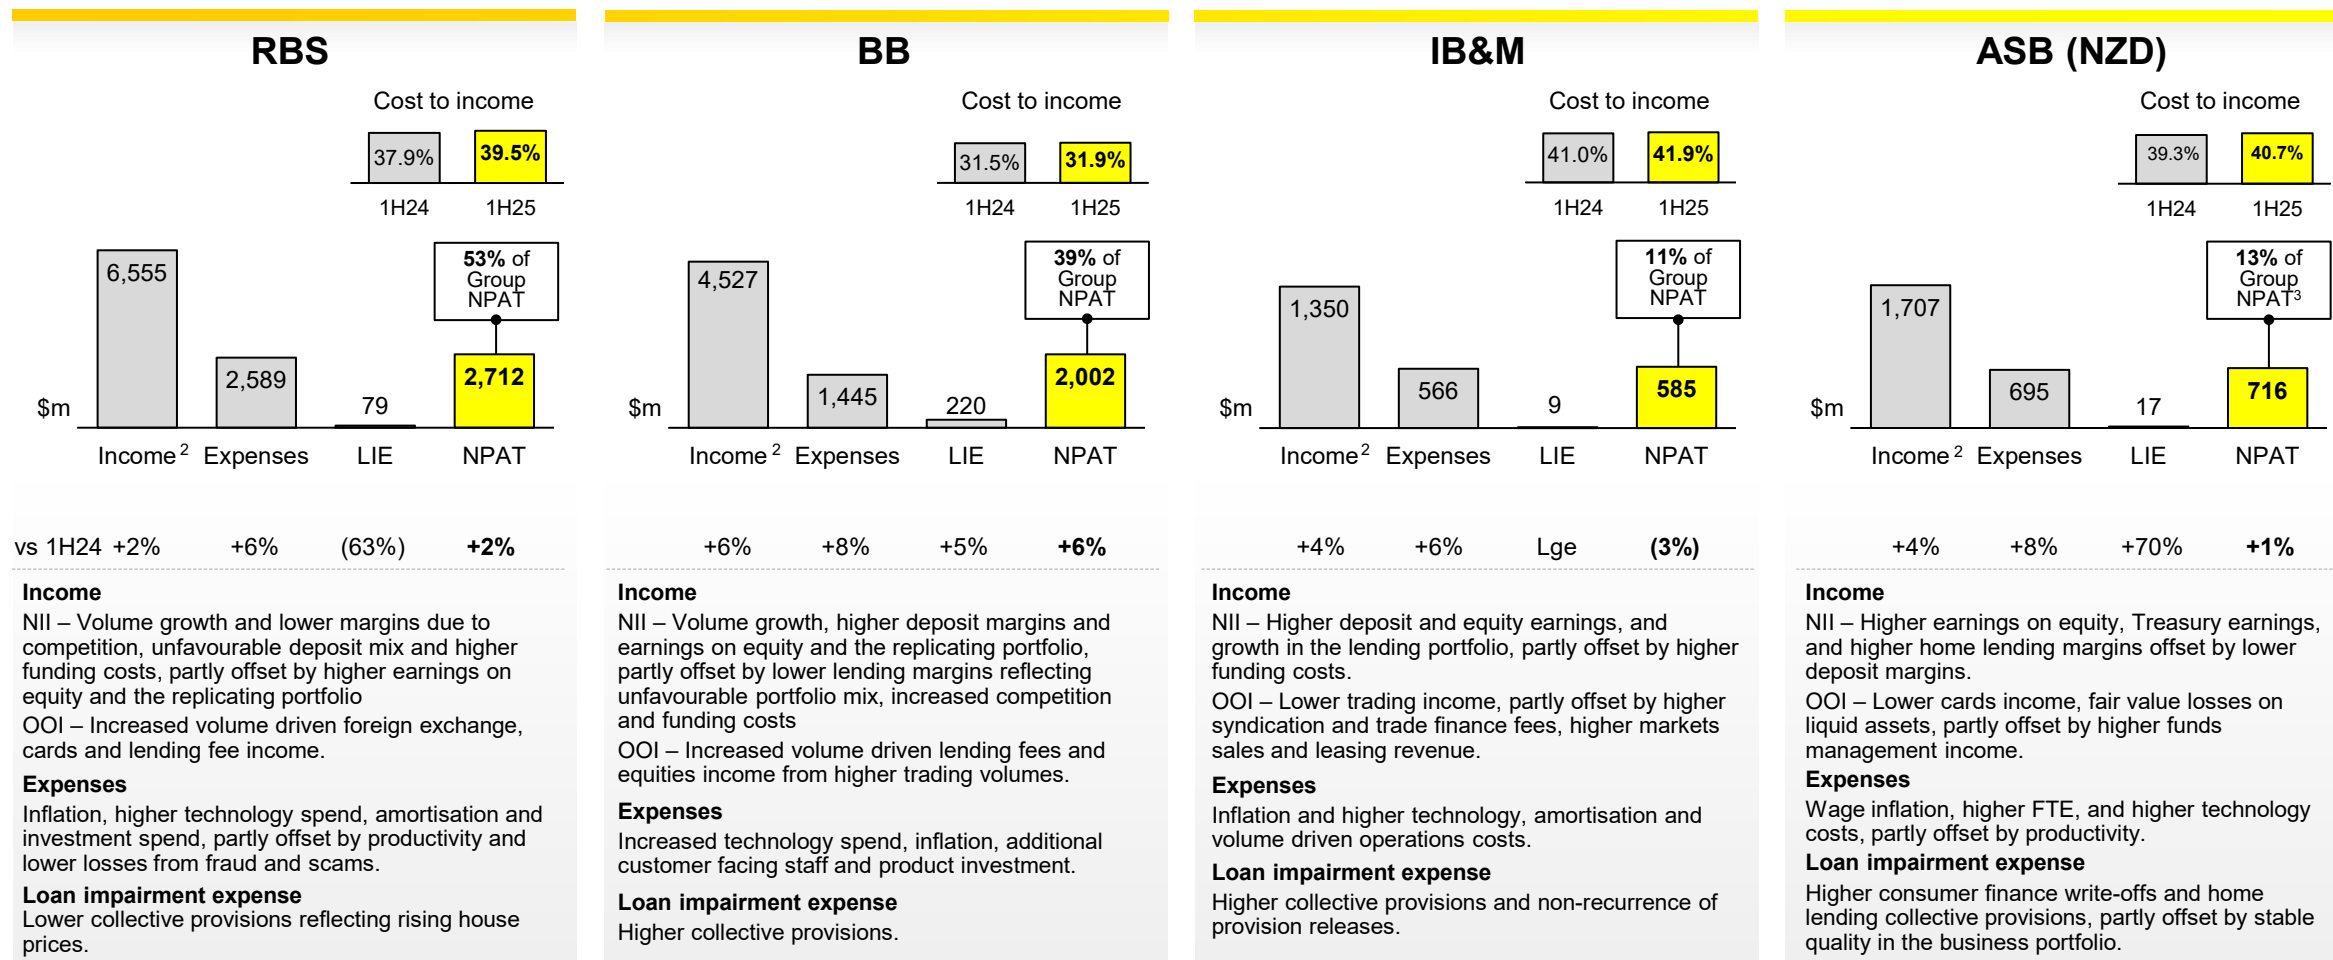 RBS
Cost to income
37.9%
39.5%
1H24
1H25
53% of
Group
NPAT
6,555
2,589
79
2,712
$m
Income 2
Expenses
LIE
NPAT
vs 1H24 +2%
+6%
(63%)
+2%
Income
NII – Volume growth and lower margins due to
competition, unfavourable deposit mix and higher
funding costs, partly offset by higher earnings on
equity and the replicating portfolio
OOI – Increased volume driven foreign exchange,
cards and lending fee income.
Expenses
Inflation, higher technology spend, amortisation and
investment spend, partly offset by productivity and
lower losses from fraud and scams.
Loan impairment expense
Lower collective provisions reflecting rising house
prices.
BB
Cost to income
31.5%
31.9%
1H24
1H25
39% of
Group
NPAT
4,527
1,445
220
2,002
$m
Income 2
Expenses
LIE
NPAT
+6%
+8%
+5%
+6%
Income
NII – Volume growth, higher deposit margins and
earnings on equity and the replicating portfolio,
partly offset by lower lending margins reflecting
unfavourable portfolio mix, increased competition
and funding costs
OOI – Increased volume driven lending fees and
equities income from higher trading volumes.
Expenses
Increased technology spend, inflation, additional
customer facing staff and product investment.
Loan impairment expense
Higher collective provisions.
IB&M
Cost to income
41.0%
41.9%
1H24
1H25
11% of
Group
NPAT
1,350
566
9
585
$m
Income 2
Expenses
LIE
NPAT
+4%
+6%
Lge
(3%)
Income
NII – Higher deposit and equity earnings, and
growth in the lending portfolio, partly offset by higher
funding costs.
OOI – Lower trading income, partly offset by higher
syndication and trade finance fees, higher markets
sales and leasing revenue.
Expenses
Inflation and higher technology, amortisation and
volume driven operations costs.
Loan impairment expense
Higher collective provisions and non-recurrence of
provision releases.
ASB (NZD)
Cost to income
39.3%
40.7%
1H24
1H25
13% of
Group
NPAT3
1,707
695
17
716
$m
Income 2
Expenses
LIE
NPAT
+4%
+8%
+70%
+1%
Income
NII – Higher earnings on equity, Treasury earnings,
and higher home lending margins offset by lower
deposit margins.
OOI – Lower cards income, fair value losses on
liquid assets, partly offset by higher funds
management income.
Expenses
Wage inflation, higher FTE, and higher technology
costs, partly offset by productivity.
Loan impairment expense
Higher consumer finance write-offs and home
lending collective provisions, partly offset by stable
quality in the business portfolio.